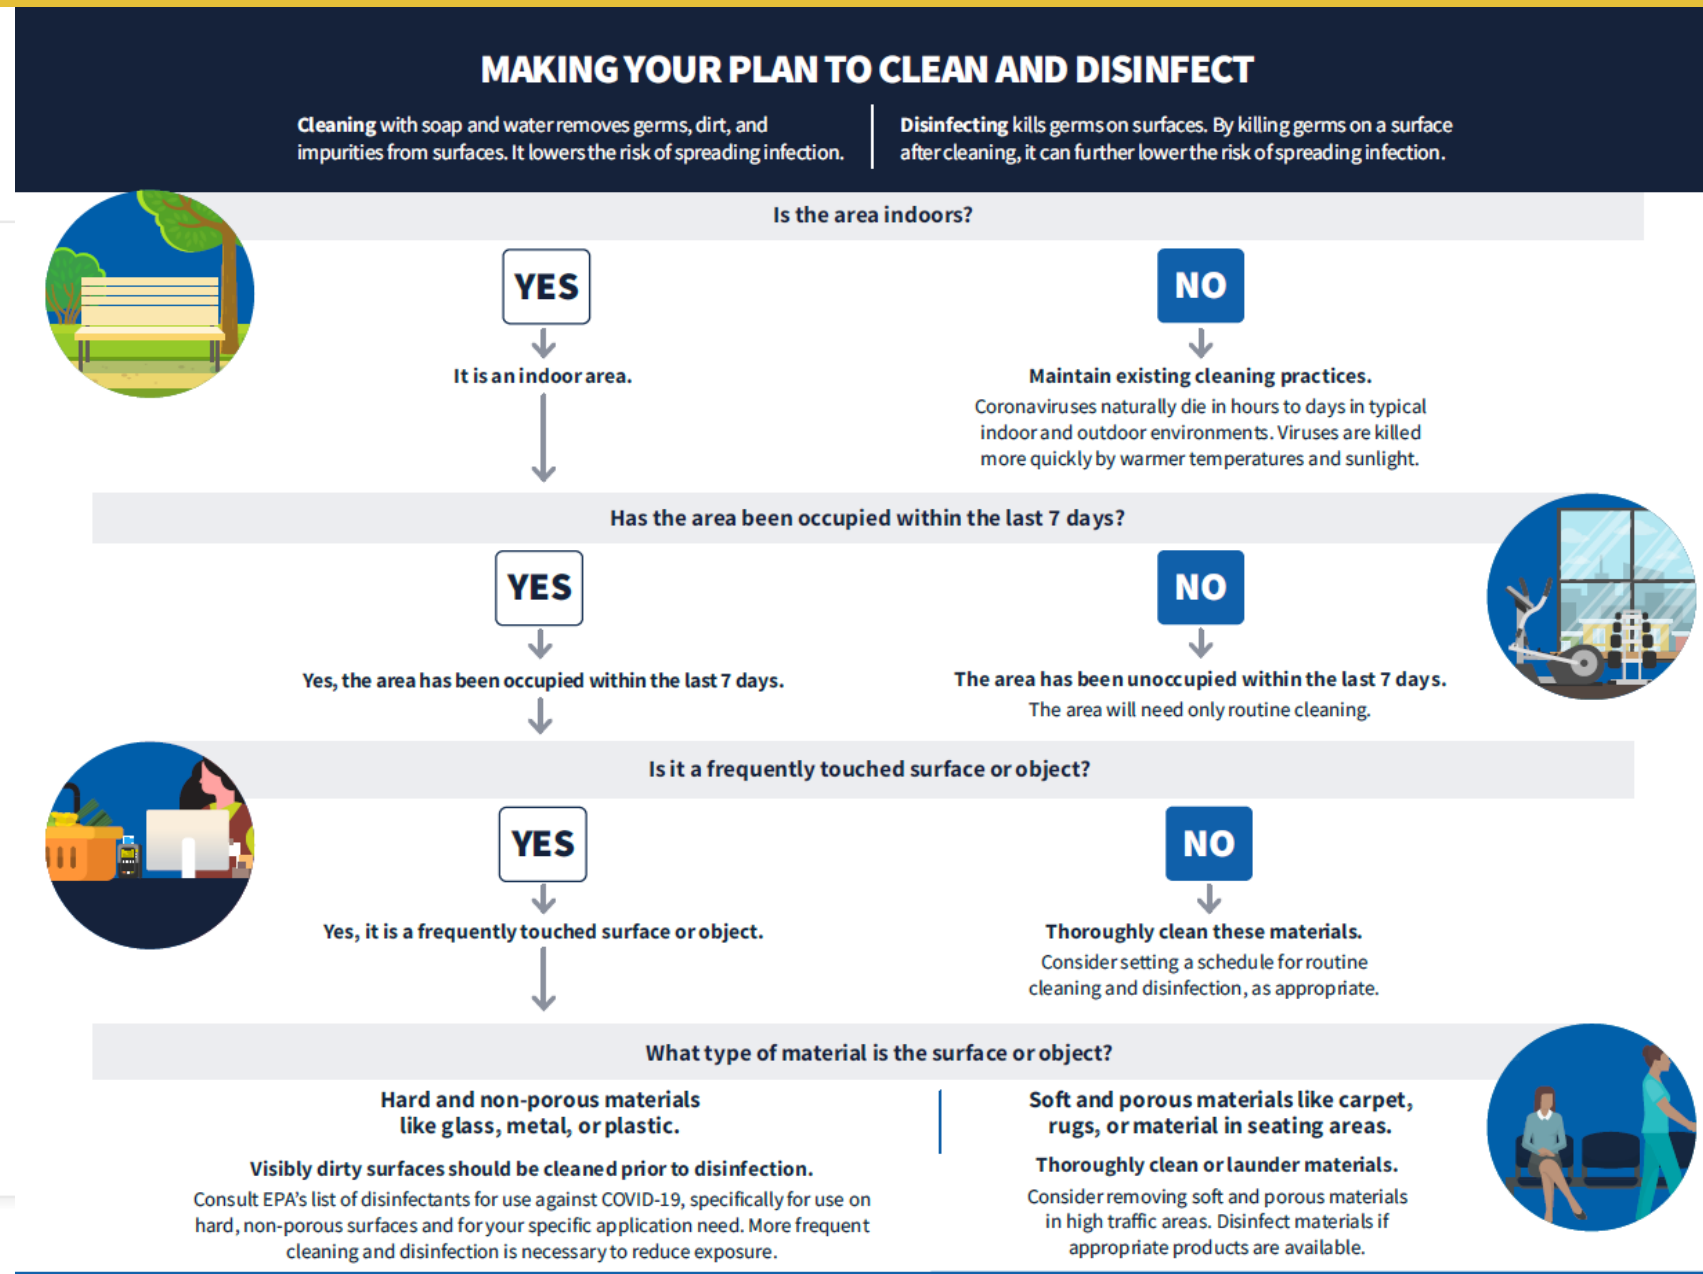 MAKING YOUR PLAN TO CLEAN AND DISINFECT
Cleaning with soap and water removes germs, dirt, and
impurities from surfaces. It lowers the risk of spreading infection.
Disinfecting kills germs on surfaces. By killing germs on a surface
after cleaning, it can further lower the risk of spreading infection.
Is the area indoors?
YES
It is an indoor area.
NO
Maintain existing cleaning practices.
Coronaviruses naturally die in hours to days in typical
indoor and outdoor environments. Viruses are killed
more quickly by warmer temperatures and sunlight.
Has the area been occupied within the last 7 days?
YES
Yes, the area has been occupied within the last 7 days.
NO
The area has been unoccupied within the last 7 days.
The area will need only routine cleaning.
Is it a frequently touched surface or object?
YES
Yes, it is a frequently touched surface or object.
NO
Thoroughly clean these materials.
Consider setting a schedule for routine
cleaning and disinfection, as appropriate.
What type of material is the surface or object?
Hard and non-porous materials
like glass, metal, or plastic.
Visibly dirty surfaces should be cleaned prior to disinfection.
Consult EPA's list of disinfectants for use against COVID-19, specifically for use on
hard, non-porous surfaces and for your specific application need. More frequent
cleaning and disinfection is necessary to reduce exposure.
Soft and porous materials like carpet,
rugs, or material in seating areas.
Thoroughly clean or launder materials.
Consider removing soft and porous materials
in high traffic areas. Disinfect materials if
appropriate products are available.